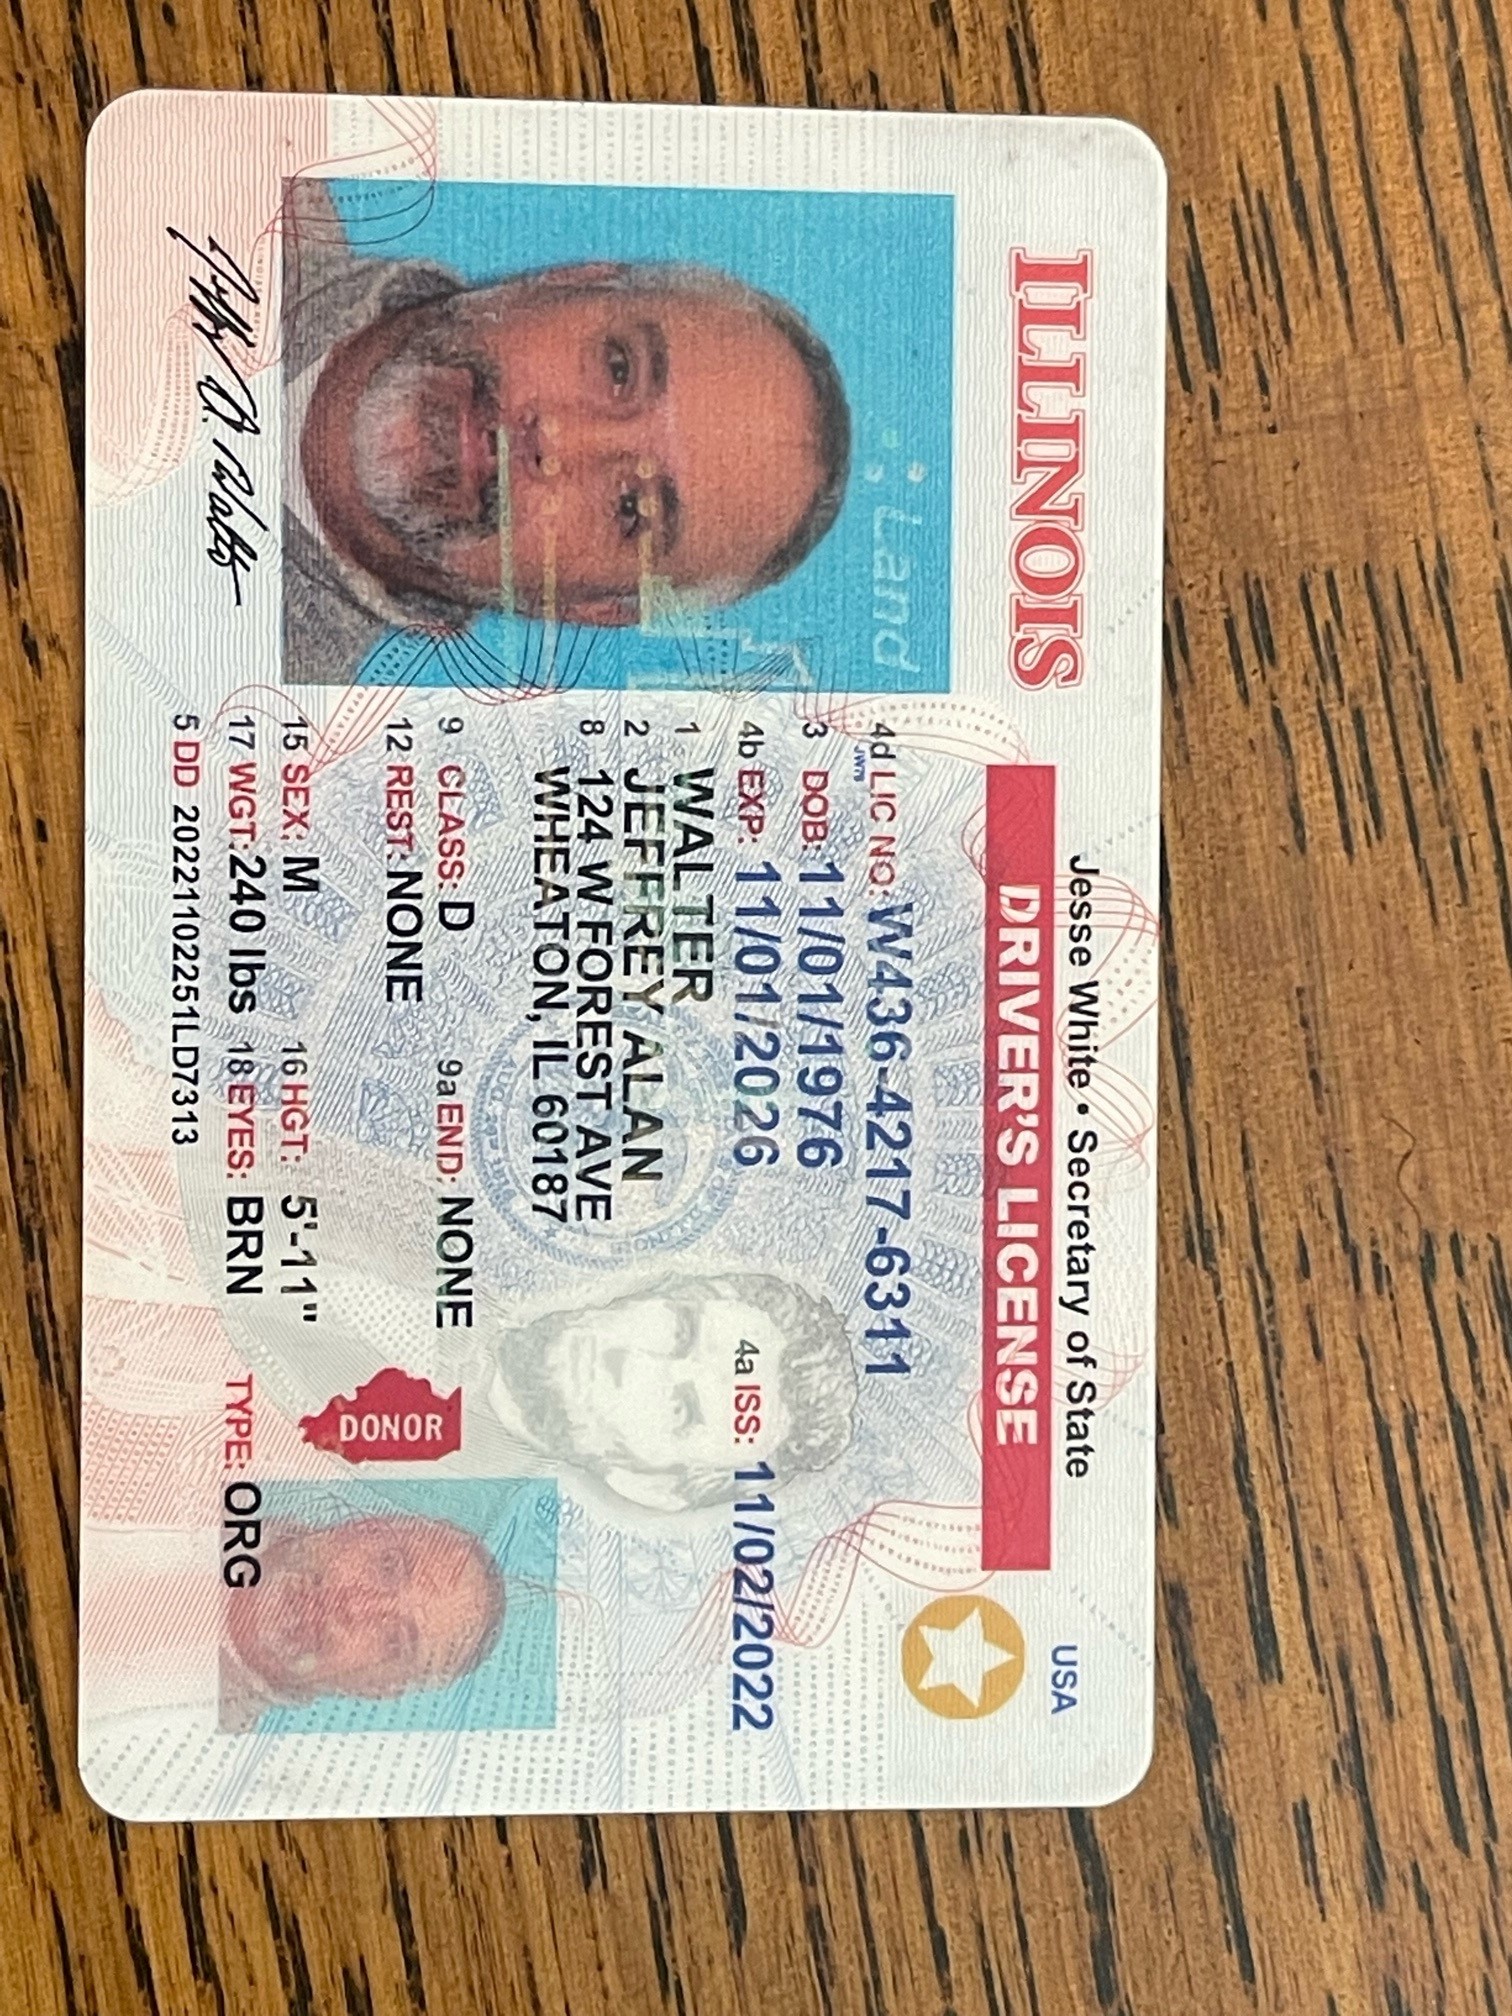 ILLINOIS
Jesse White • Secretary of State
USA
DRIVER'S LICENSE
Land
4d LIC NO: W436-4217-6311
JW78
3 DOB: 11/01/1976
4b EXP: 11/01/2026 4a ISS: 11/02/2022
1 WALTER
2 JEFFREY ALAN
8 124 W FOREST AVE
WHEATON, IL 60187
9 CLASS: D 9a END: NONE
12 REST: NONE
DONOR
15 SEX: M 16 HGT: 5'-11"
17 WGT: 240 lbs 18 EYES: BRN TYPE: ORG
5 DD 20221102251LD7313